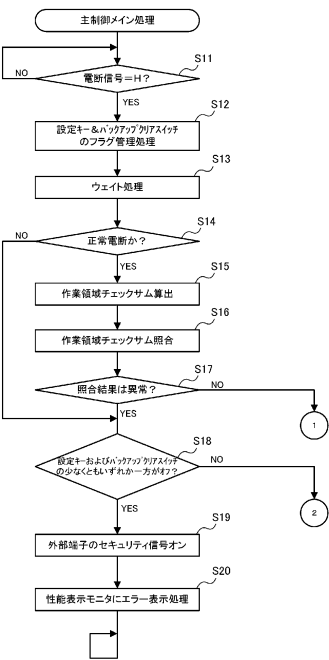 主制御メイン処理
S11
電断信号=H?
NO
YES
S12
設定キー&バックアップクリアスイッチ
のフラグ管理処理
S13
ウェイト処理
S14
正常電断か?
NO
YES
S15
作業領域チェックサム算出
S16
作業領域チェックサム照合
S17
照合結果は異常?
NO
YES
1
S18
設定キーおよびバックアップクリアスイッチ
の少なくともいずれか一方がオフ?
NO
YES
2
S19
外部端子のセキュリティ信号オン
S20
性能表示モニタにエラー表示処理